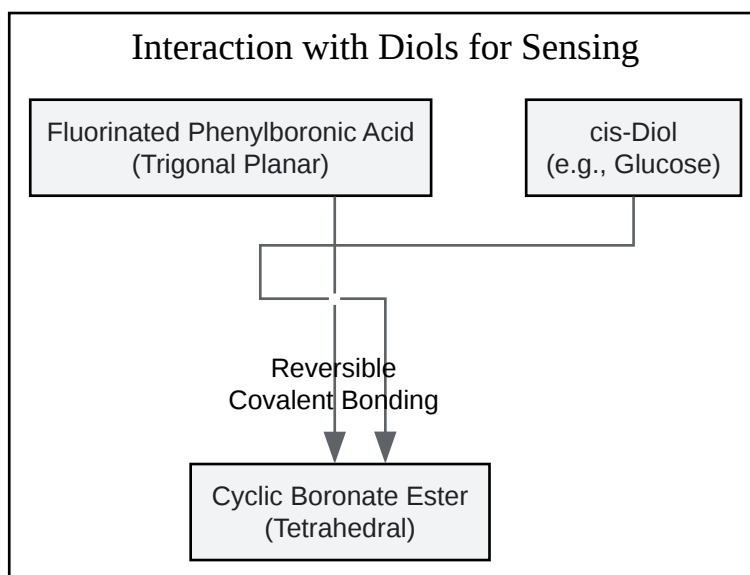 Interaction with Diols for Sensing
Fluorinated Phenylboronic Acid
(Trigonal Planar)
cis-Diol
(e.g., Glucose)
Reversible
Covalent Bonding
Cyclic Boronate Ester
(Tetrahedral)